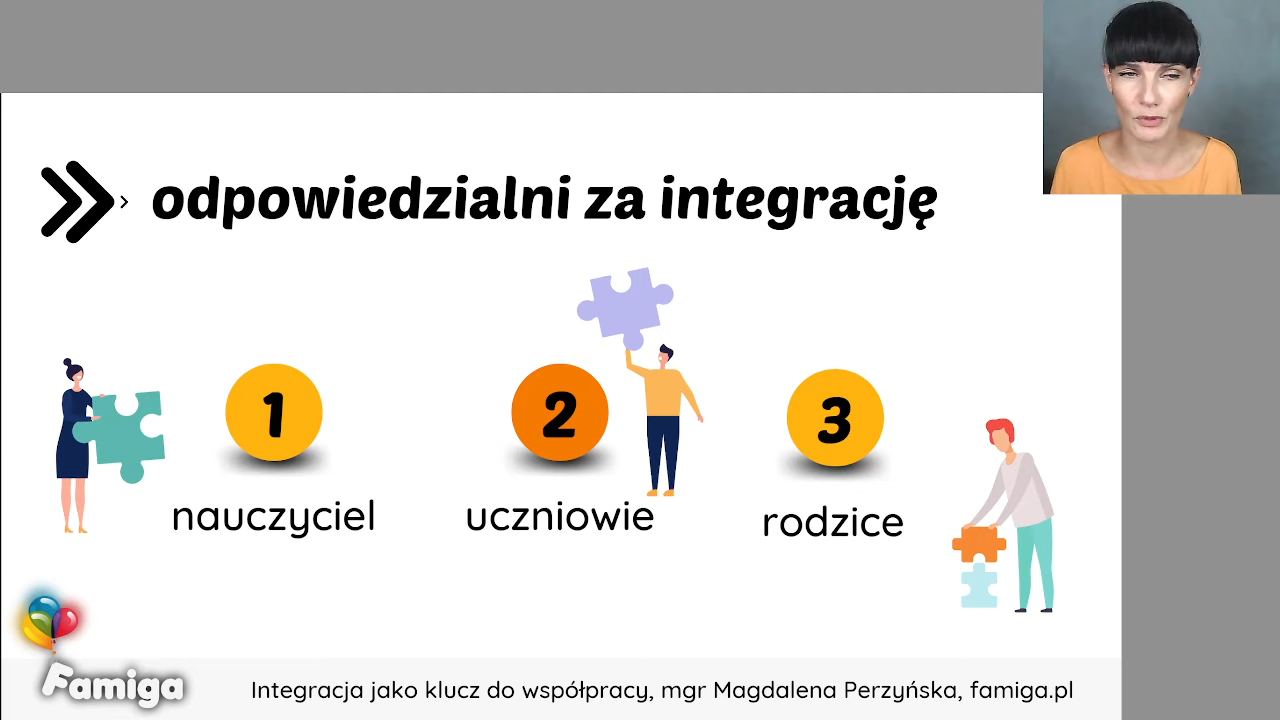 odpowiedzialni za integrację
1
2
3
nauczyciel
uczniowie
rodzice
Famiga
Integracja jako klucz do współpracy, mgr Magdalena Perzyńska, famiga.pl